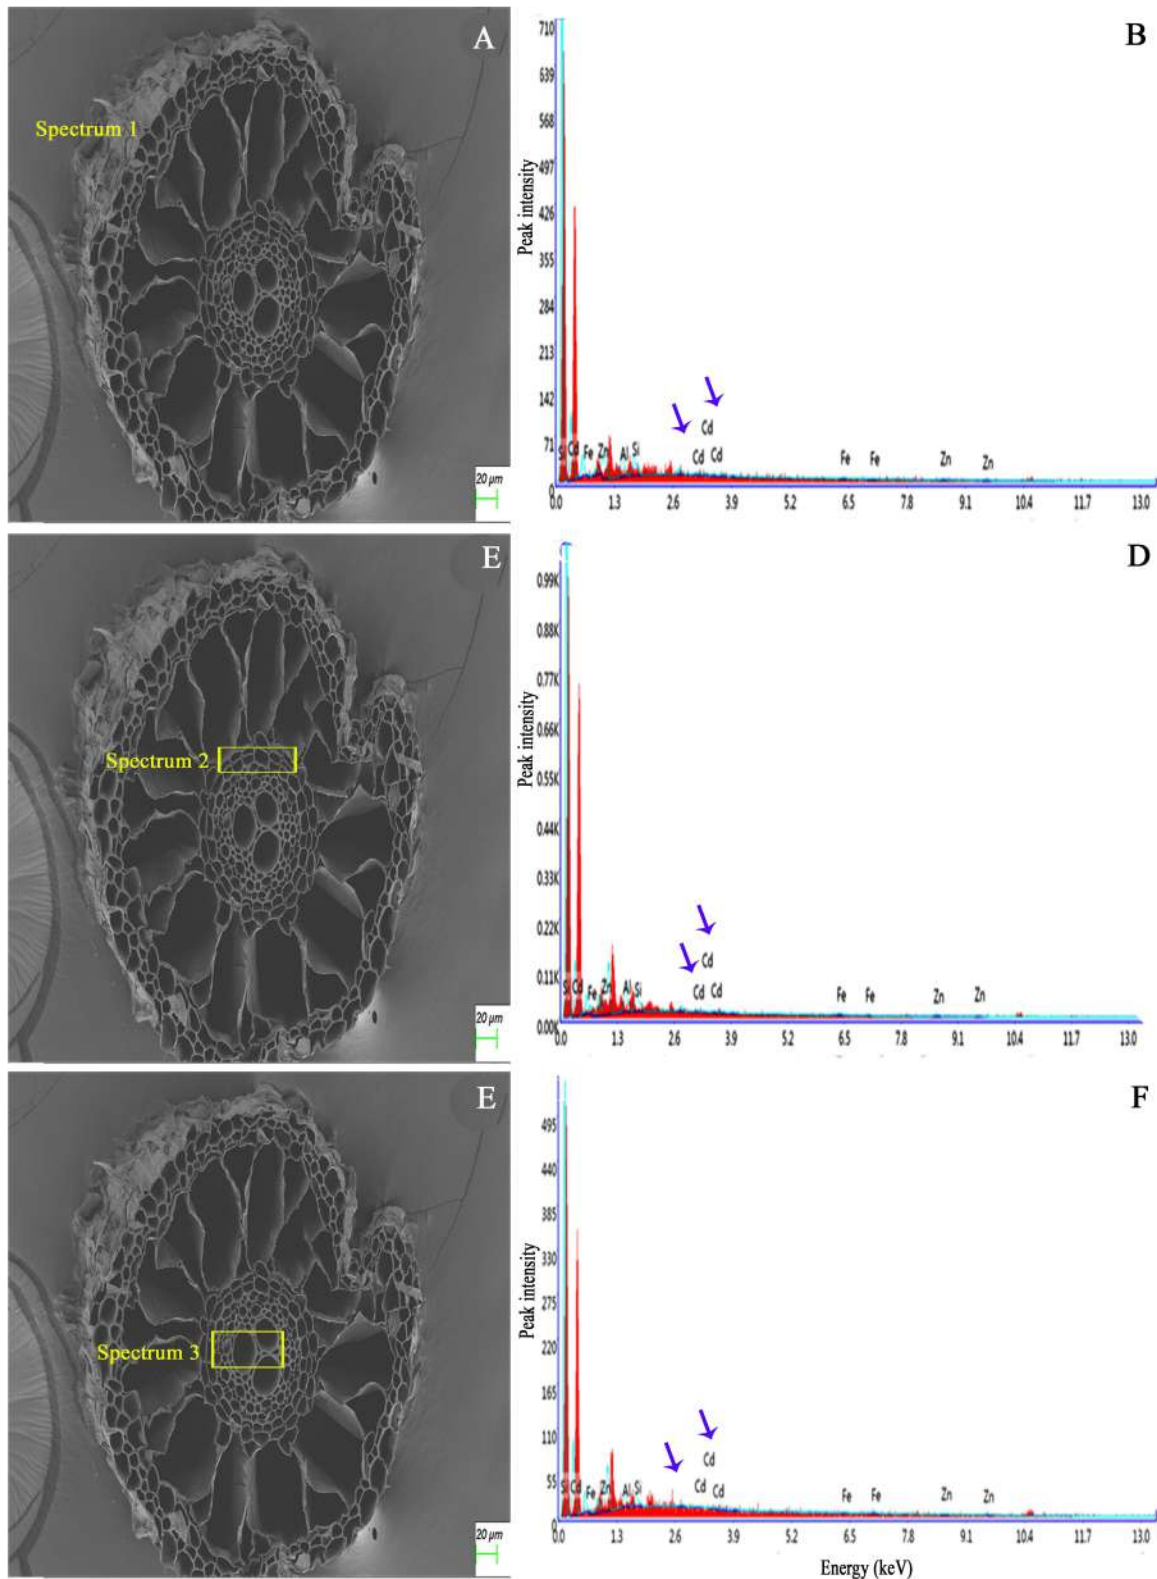 A
Spectrum 1
20 µm
B
Peak intensity
710
639
568
497
426
355
284
213
142
71
0
Cd
Si Cd Fe Zn Al Si Cd Cd Fe Fe Zn Zn
0.0 1.3 2.6 3.9 5.2 6.5 7.8 9.1 10.4 11.7 13.0
E
Spectrum 2
20 µm
D
Peak intensity
0.99K
0.88K
0.77K
0.66K
0.55K
0.44K
0.33K
0.22K
0.11K
0.00K
Cd
Si Cd Fe Zn Al Si Cd Cd Fe Fe Zn Zn
0.0 1.3 2.6 3.9 5.2 6.5 7.8 9.1 10.4 11.7 13.0
E
Spectrum 3
20 µm
F
Peak intensity
495
440
385
330
275
220
165
110
55
0
Cd
Si Cd Fe Zn Al Si Cd Cd Fe Fe Zn Zn
0.0 1.3 2.6 3.9 5.2 6.5 7.8 9.1 10.4 11.7 13.0
Energy (keV)